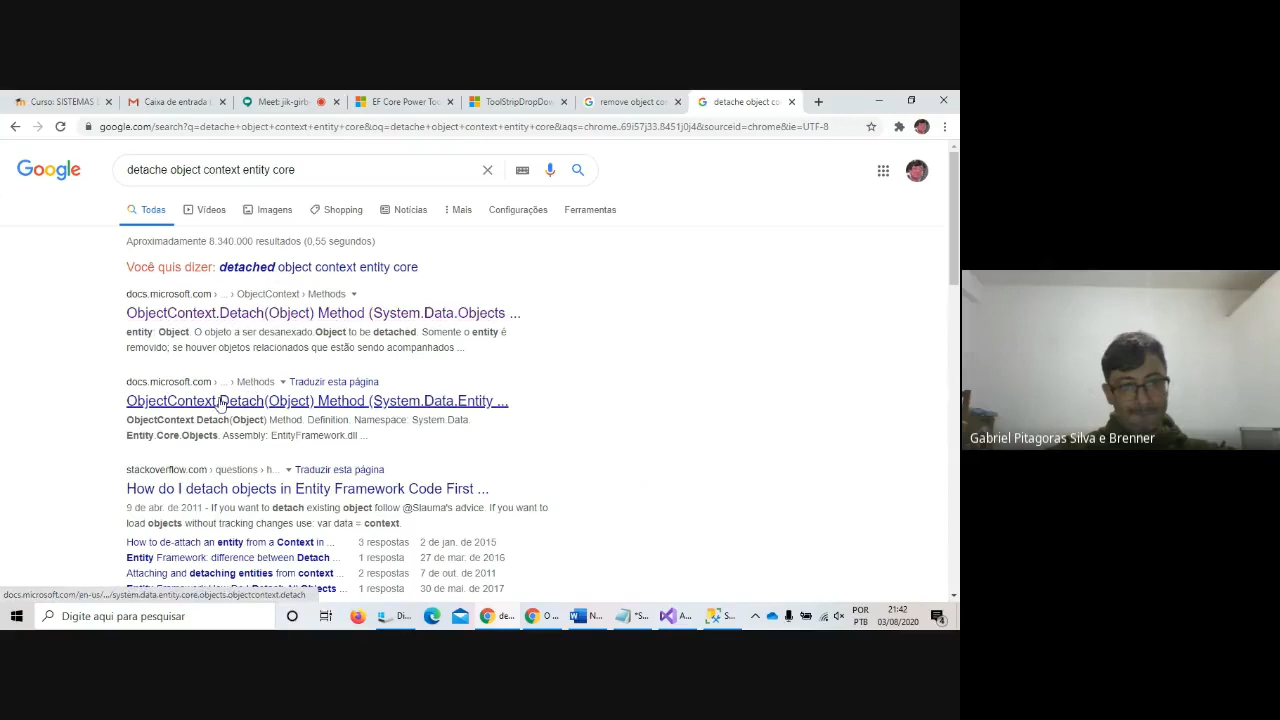 Curso: SISTEMAS
Caixa de entrada
Meet: jik-girb
EF Core Power Too
ToolStripDropDow
remove object co
detache object co
google.com/search?q=detache+object+context+entity+core&oq=detache+object+context+entity+core&aqs=chrome..69i57j33.8451j0j4&sourceid=chrome&ie=UTF-8
Google
detache object context entity core
Todas
Vídeos
Imagens
Shopping
Notícias
Mais
Configurações
Ferramentas
Aproximadamente 8.340.000 resultados (0,55 segundos)
Você quis dizer: detached object context entity core
docs.microsoft.com › ... › ObjectContext › Methods
ObjectContext.Detach(Object) Method (System.Data.Objects ...
entity: Object. O objeto a ser desanexado.Object to be detached. Somente o entity é
removido; se houver objetos relacionados que estão sendo acompanhados ...
docs.microsoft.com › ... › Methods Traduzir esta página
ObjectContext.Detach(Object) Method (System.Data.Entity ...
ObjectContext Detach(Object) Method. Definition. Namespace: System.Data.
Entity.Core.Objects. Assembly: EntityFramework.dll ...
stackoverflow.com › questions › h... Traduzir esta página
How do I detach objects in Entity Framework Code First ...
9 de abr. de 2011 - If you want to detach existing object follow @Slauma's advice. If you want to
load objects without tracking changes use: var data = context.
How to de-attach an entity from a Context in ... 3 respostas 2 de jan. de 2015
Entity Framework: difference between Detach ... 1 resposta 27 de mar. de 2016
Attaching and detaching entities from context ... 2 respostas 7 de out. de 2011
1 resposta 30 de mai. de 2017
docs.microsoft.com/en-us/.../system.data.entity.core.objects.objectcontext.detach
Digite aqui para pesquisar
Di...
de...
O ...
N...
"S...
A...
S...
POR
PTB
21:42
03/08/2020
4
Gabriel Pitagoras Silva e Brenner